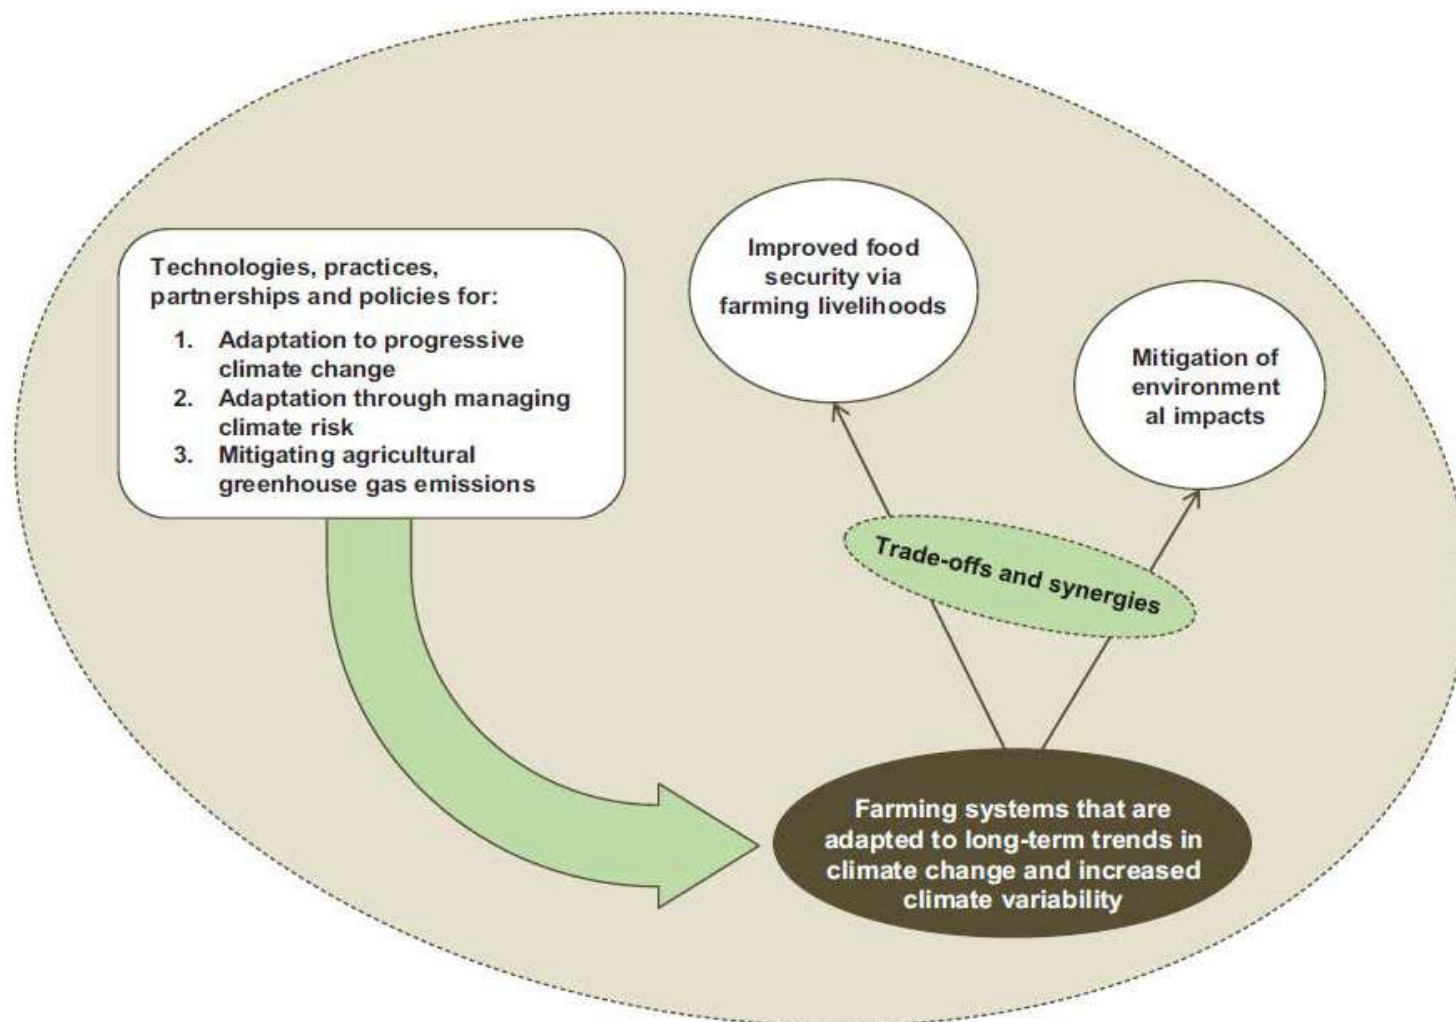 Technologies, practices,
partnerships and policies for:
1. Adaptation to progressive
climate change
2. Adaptation through managing
climate risk
3. Mitigating agricultural
greenhouse gas emissions
Improved food
security via
farming livelihoods
Mitigation of
environment
al impacts
Trade-offs and synergies
Farming systems that are
adapted to long-term trends in
climate change and increased
climate variability